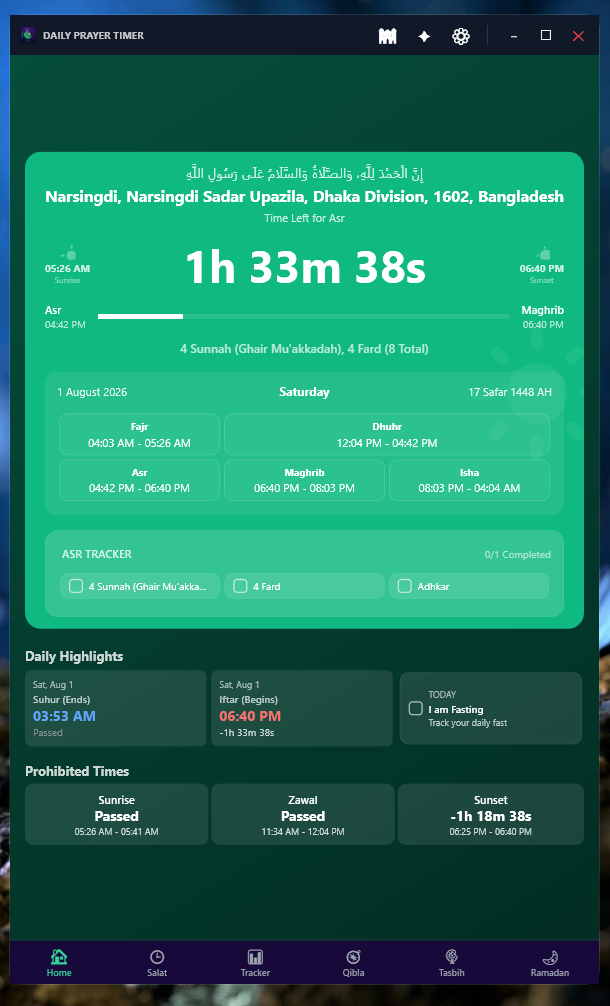 DAILY PRAYER TIMER
إِنَّ الْحَمْدَ لِلَّهِ، وَالصَّلَاةُ وَالسَّلَامُ عَلَى رَسُولِ اللَّهِ
Narsingdi, Narsingdi Sadar Upazila, Dhaka Division, 1602, Bangladesh
Time Left for Asr
1h 33m 38s
05:26 AM
Sunrise
06:40 PM
Sunset
Asr
04:42 PM
Maghrib
06:40 PM
4 Sunnah (Ghair Mu'akkadah), 4 Fard (8 Total)
1 August 2026
Saturday
17 Safar 1448 AH
Fajr
04:03 AM - 05:26 AM
Dhuhr
12:04 PM - 04:42 PM
Asr
04:42 PM - 06:40 PM
Maghrib
06:40 PM - 08:03 PM
Isha
08:03 PM - 04:04 AM
ASR TRACKER
0/1 Completed
4 Sunnah (Ghair Mu'akka...
4 Fard
Adhkar
Daily Highlights
Sat, Aug 1
Suhur (Ends)
03:53 AM
Passed
Sat, Aug 1
Iftar (Begins)
06:40 PM
-1h 33m 38s
TODAY
I am Fasting
Track your daily fast
Prohibited Times
Sunrise
Passed
05:26 AM - 05:41 AM
Zawal
Passed
11:34 AM - 12:04 PM
Sunset
-1h 18m 38s
06:25 PM - 06:40 PM
Home
Salat
Tracker
Qibla
Tasbih
Ramadan